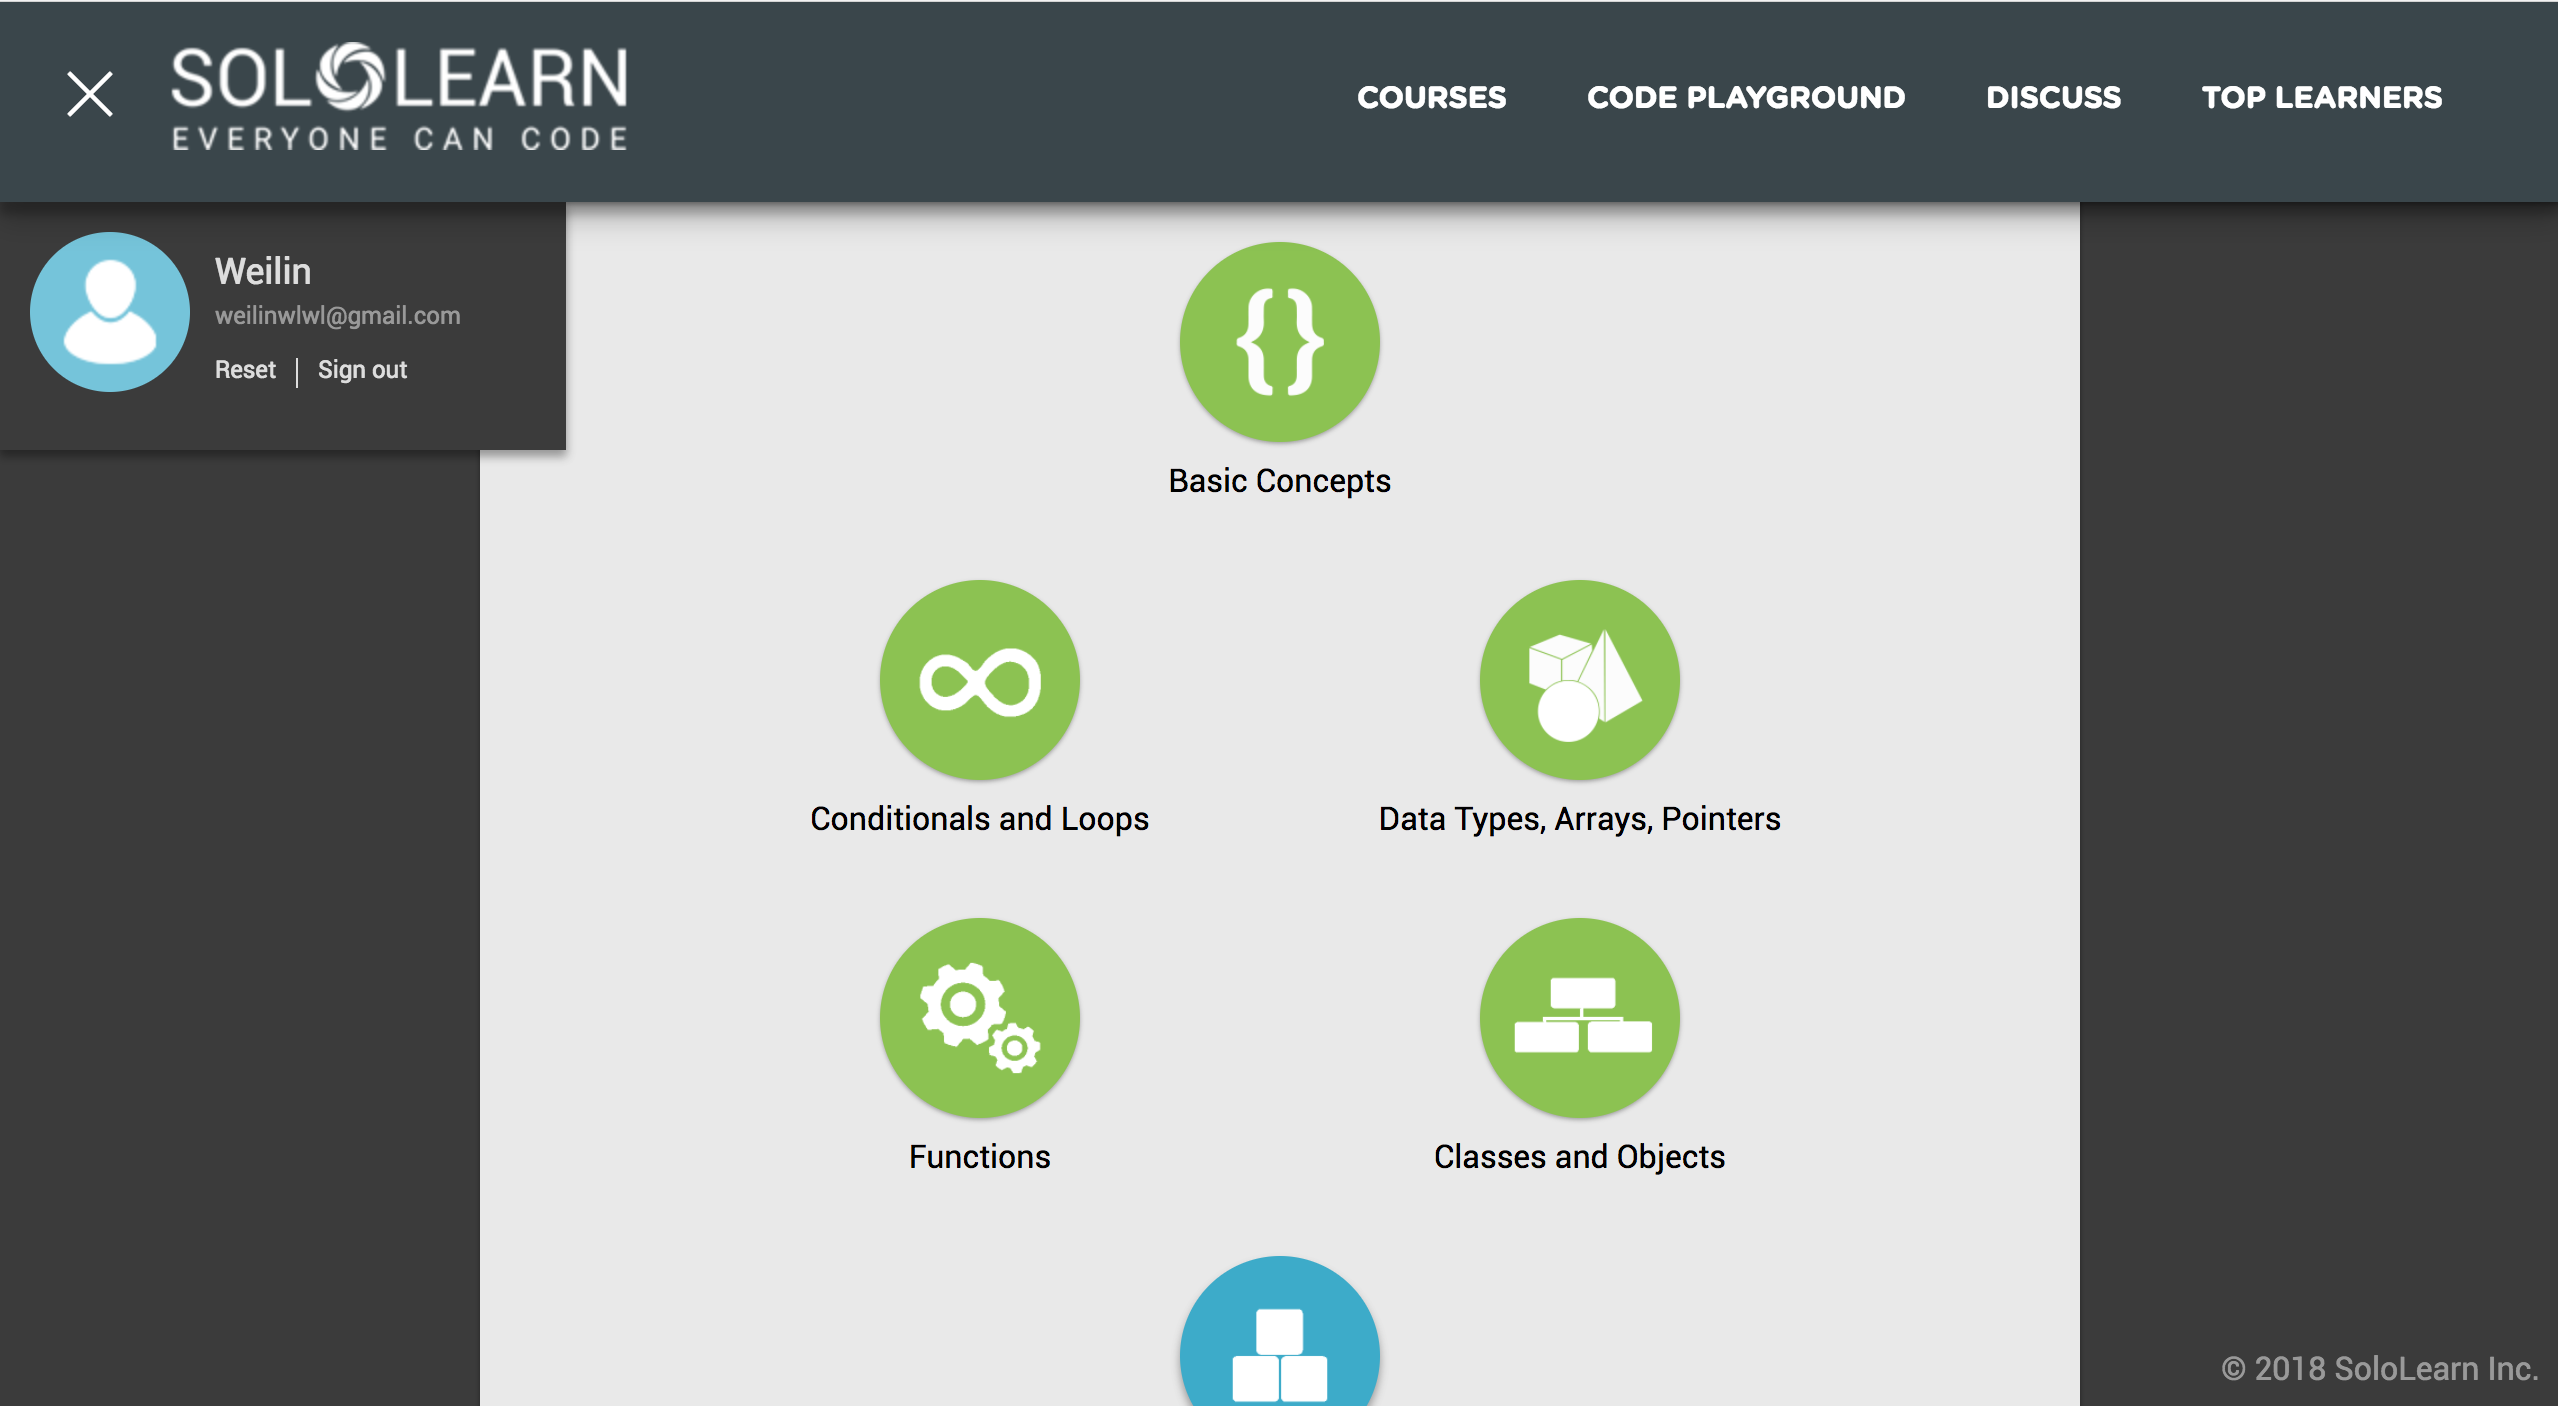 SOLOLEARN
EVERYONE CAN CODE
COURSES CODE PLAYGROUND DISCUSS TOP LEARNERS
Weilin
weilinwlwl@gmail.com
Reset | Sign out
{}
Basic Concepts
Conditionals and Loops
Data Types, Arrays, Pointers
Functions
Classes and Objects
© 2018 SoloLearn Inc.